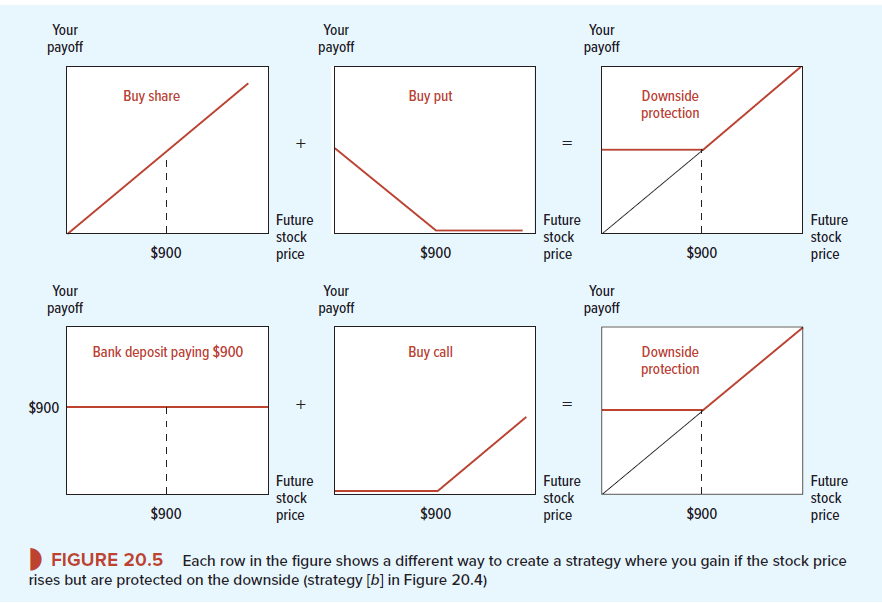 Your
payoff
Buy share
$900
Future
stock
price
+
Your
payoff
Buy put
$900
Future
stock
price
=
Your
payoff
Downside
protection
$900
Future
stock
price
Your
payoff
Bank deposit paying $900
$900
$900
Future
stock
price
+
Your
payoff
Buy call
$900
Future
stock
price
=
Your
payoff
Downside
protection
$900
Future
stock
price
FIGURE 20.5 Each row in the figure shows a different way to create a strategy where you gain if the stock price
rises but are protected on the downside (strategy [b] in Figure 20.4)